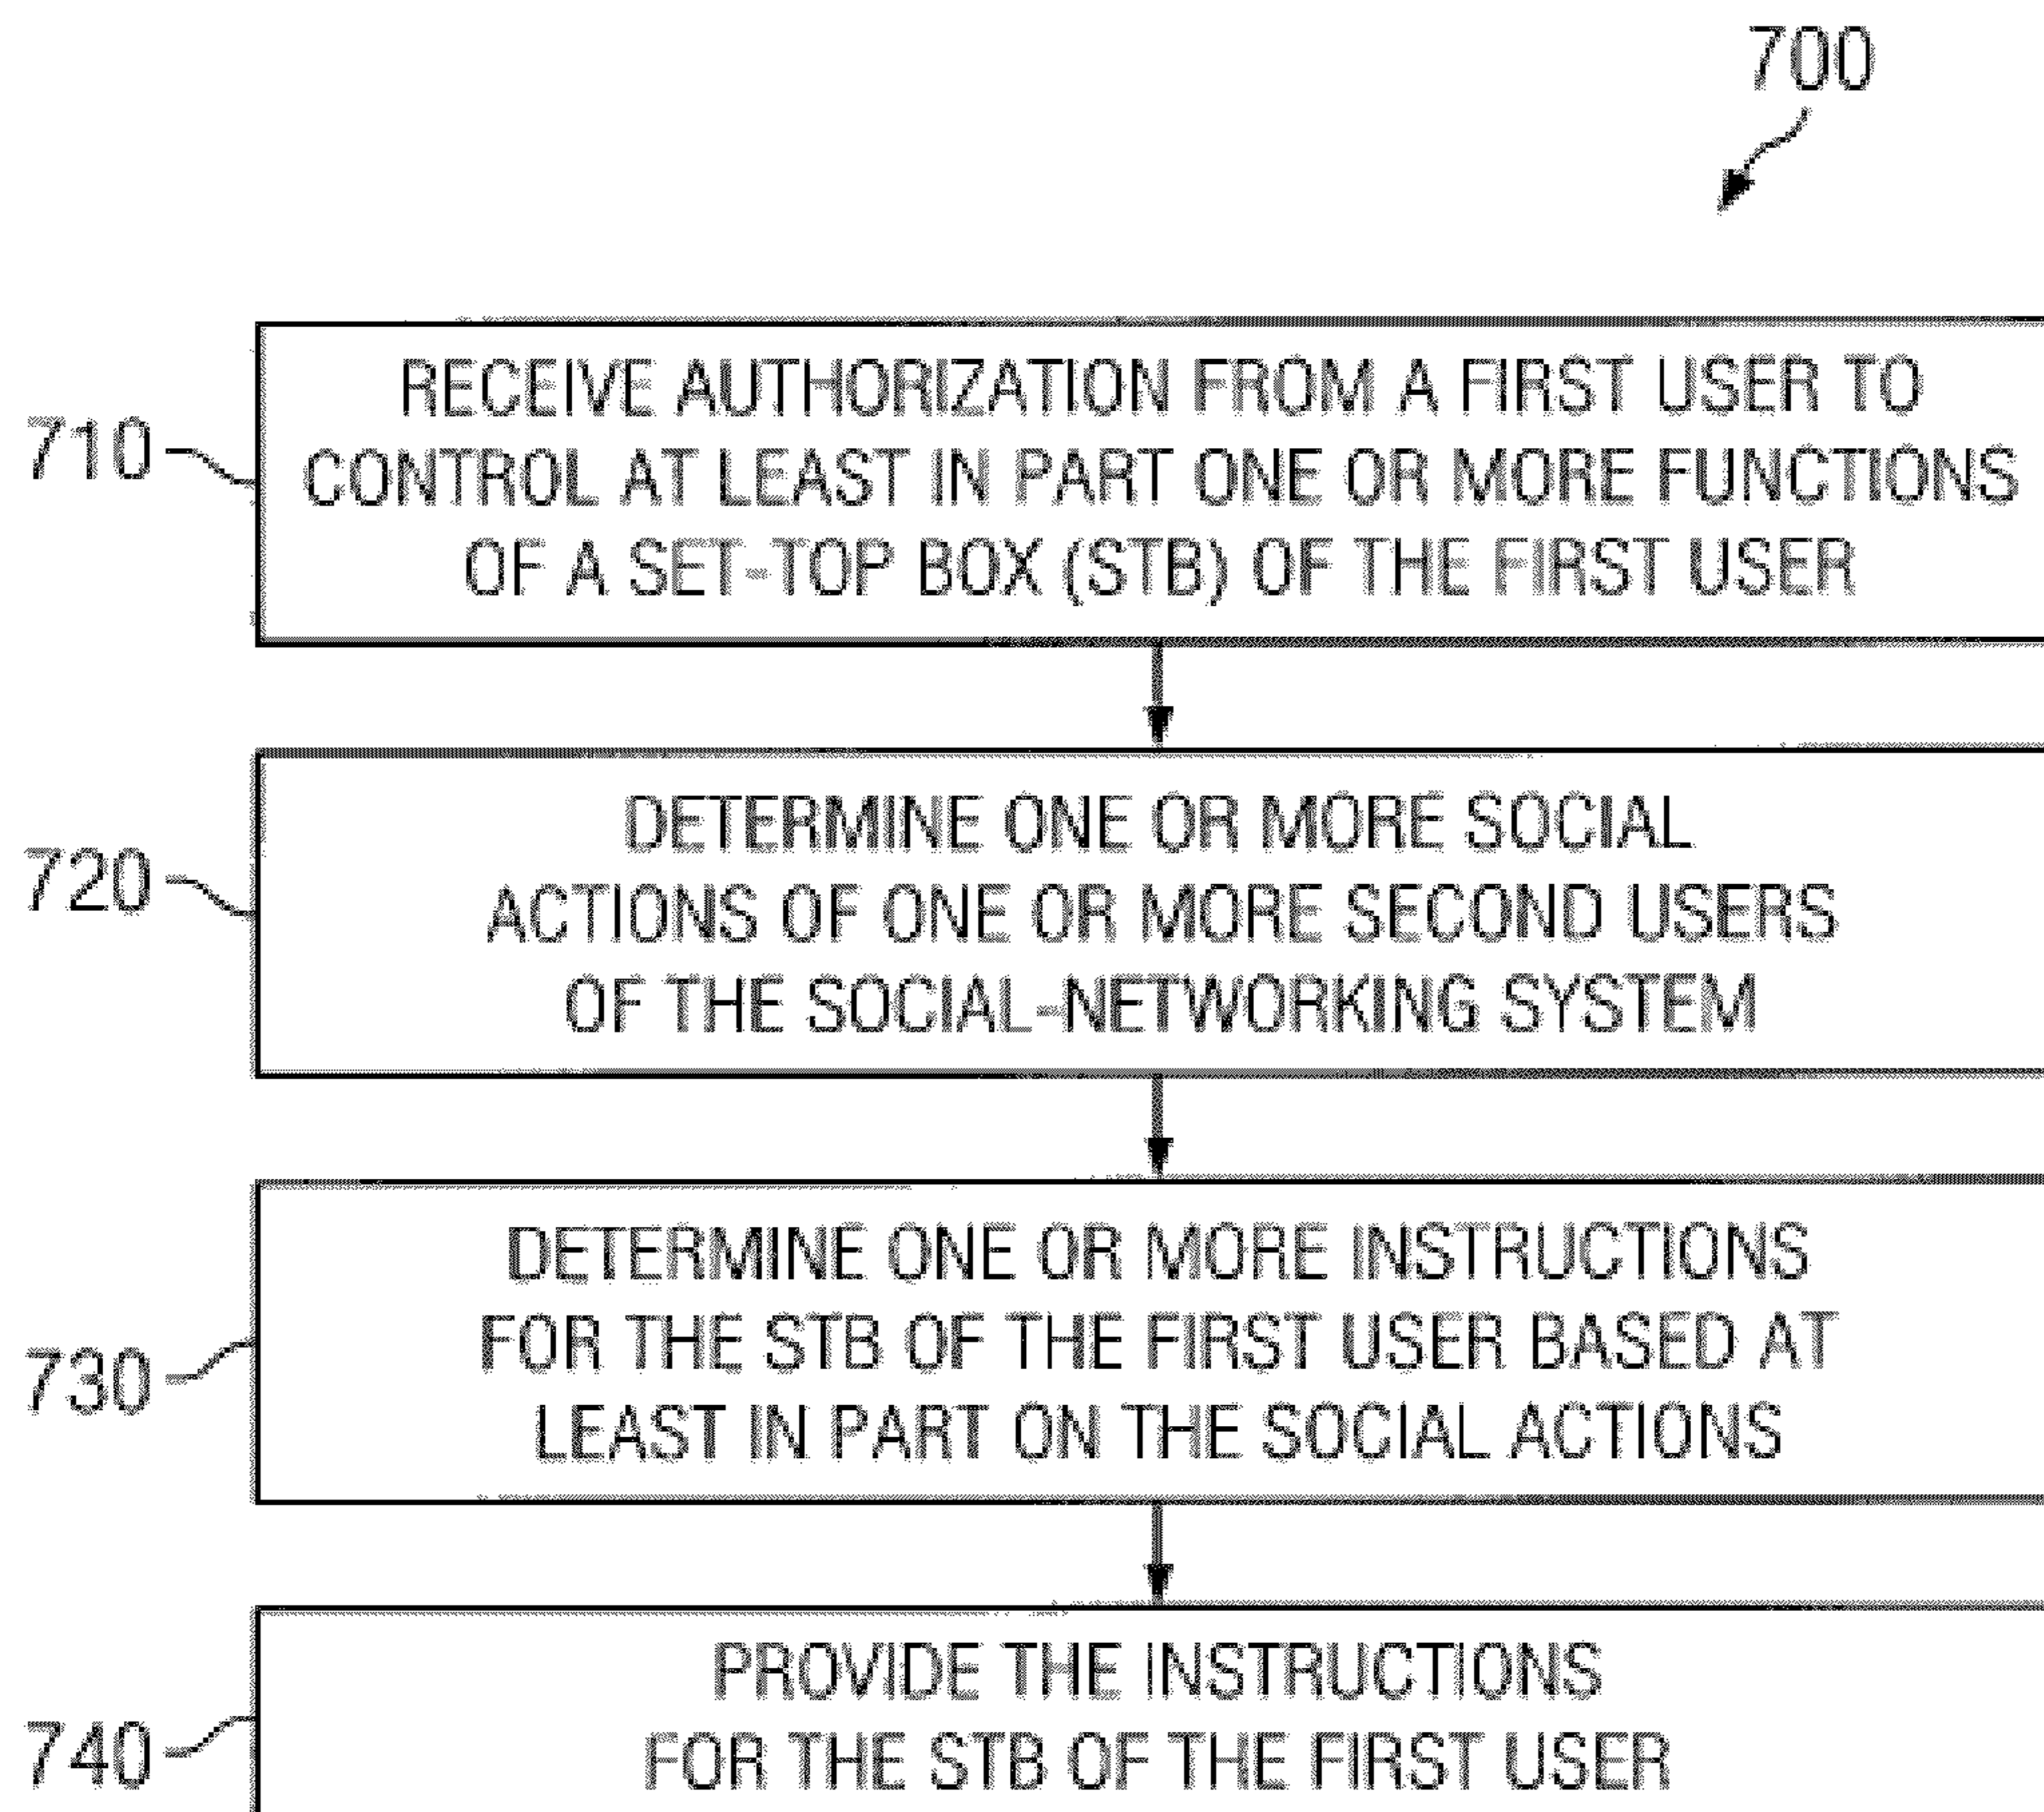 700
710
RECEIVE AUTHORIZATION FROM A FIRST USER TO
CONTROL AT LEAST IN PART ONE OR MORE FUNCTIONS
OF A SET-TOP BOX (STB) OF THE FIRST USER
720
DETERMINE ONE OR MORE SOCIAL
ACTIONS OF ONE OR MORE SECOND USERS
OF THE SOCIAL-NETWORKING SYSTEM
730
DETERMINE ONE OR MORE INSTRUCTIONS
FOR THE STB OF THE FIRST USER BASED AT
LEAST IN PART ON THE SOCIAL ACTIONS
740
PROVIDE THE INSTRUCTIONS
FOR THE STB OF THE FIRST USER